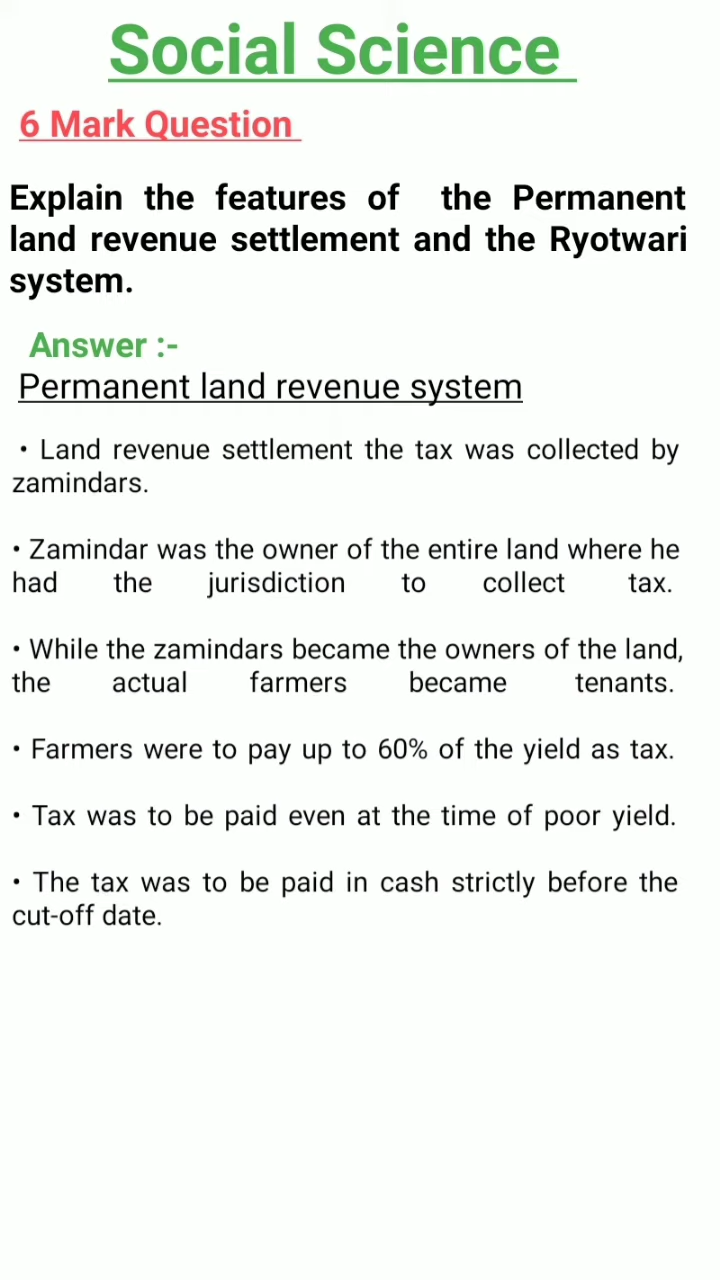 Social Science
6 Mark Question
Explain the features of the Permanent
land revenue settlement and the Ryotwari
system.
Answer :-
Permanent land revenue system
• Land revenue settlement the tax was collected by
zamindars.
• Zamindar was the owner of the entire land where he
had the jurisdiction to collect tax.
• While the zamindars became the owners of the land,
the actual farmers became tenants.
• Farmers were to pay up to 60% of the yield as tax.
• Tax was to be paid even at the time of poor yield.
• The tax was to be paid in cash strictly before the
cut-off date.